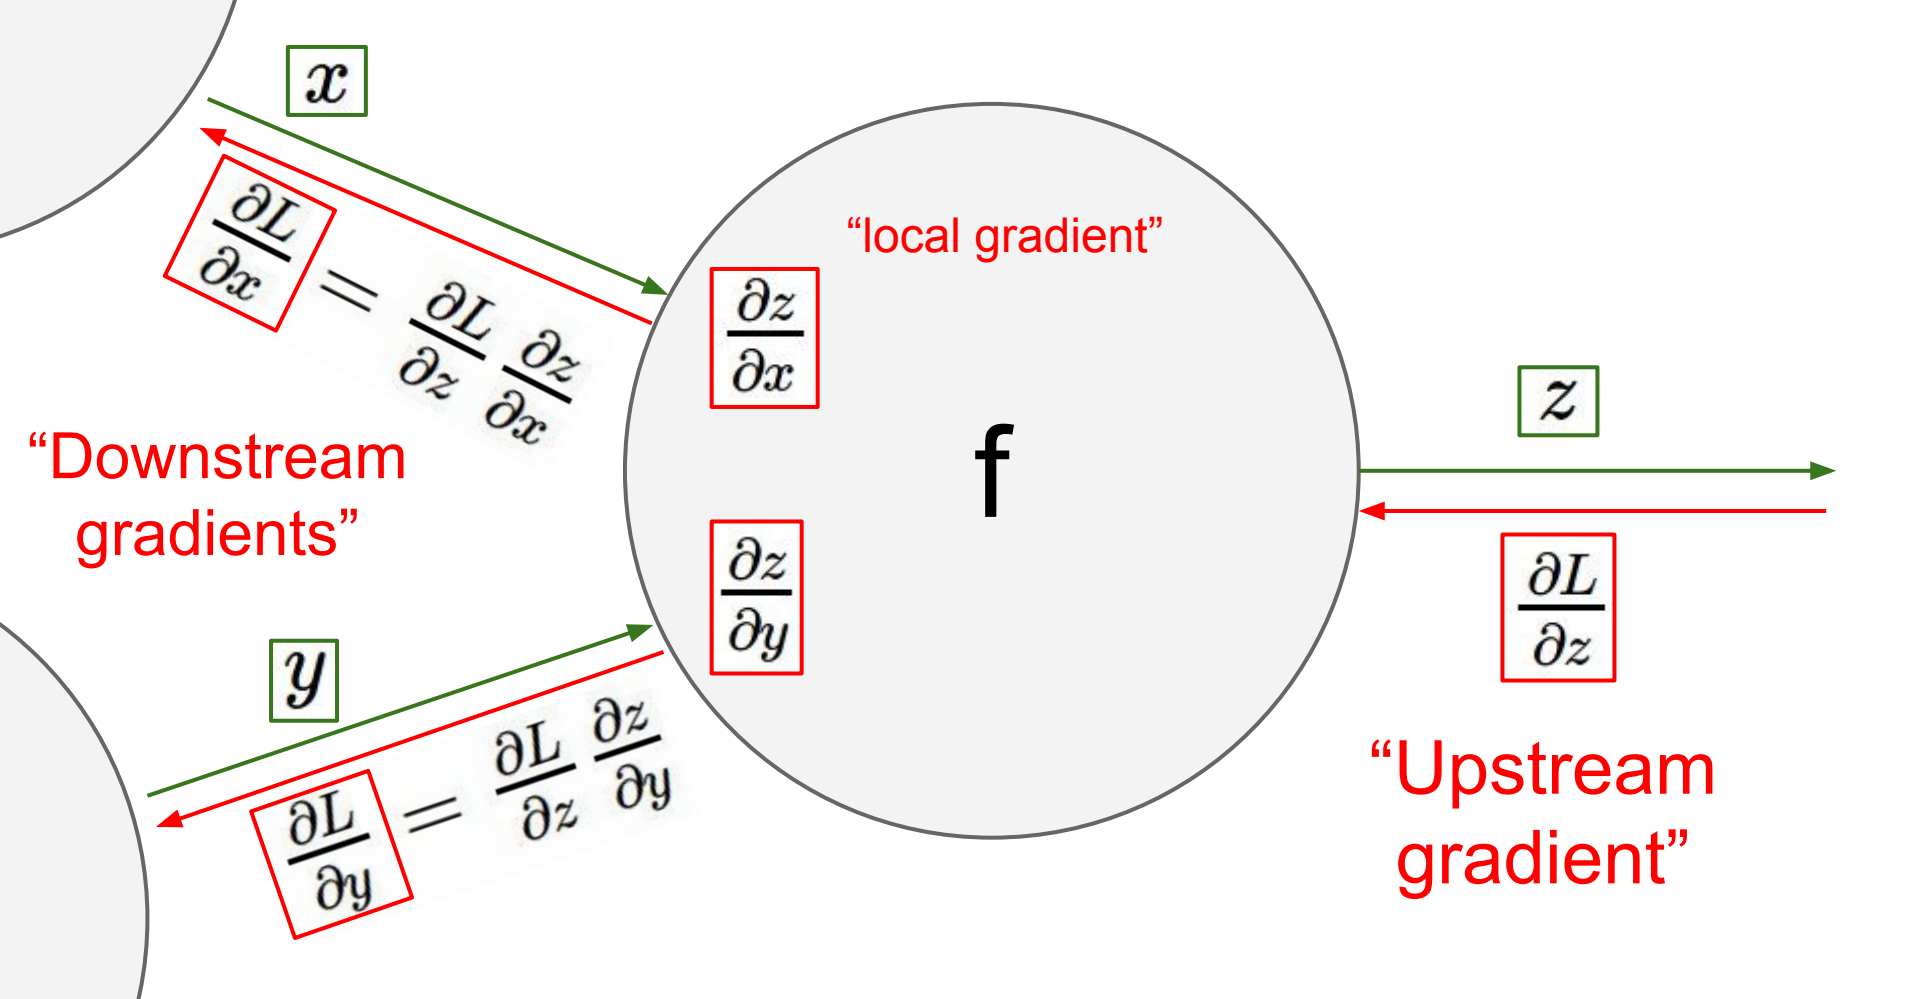 x
∂L/∂x = ∂L/∂z ∂z/∂x
“local gradient”
∂z/∂x
f
z
“Downstream
gradients”
∂z/∂y
∂L/∂z
y
∂L/∂y = ∂L/∂z ∂z/∂y
“Upstream
gradient”